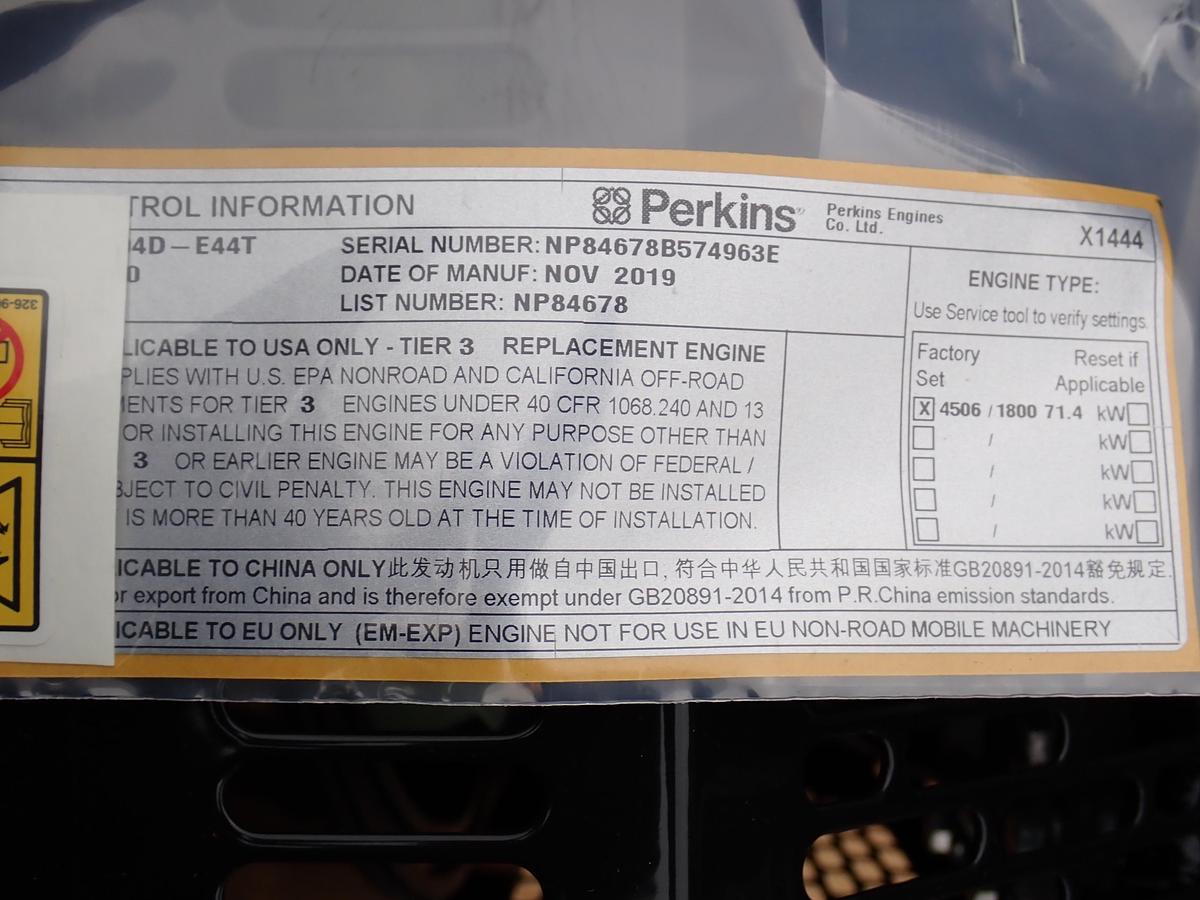 TROL INFORMATION
Perkins
Perkins Engines
Co. Ltd.
X1444
4D – E44T
SERIAL NUMBER: NP84678B574963E
DATE OF MANUF: NOV 2019
LIST NUMBER: NP84678
ENGINE TYPE:
Use Service tool to verify settings.
Factory Set
Reset if Applicable
X 4506 / 1800 71.4 kW
/ kW
/ kW
/ kW
/ kW
LICABLE TO USA ONLY - TIER 3 REPLACEMENT ENGINE
PLIES WITH U.S. EPA NONROAD AND CALIFORNIA OFF-ROAD
ENTS FOR TIER 3 ENGINES UNDER 40 CFR 1068.240 AND 13
OR INSTALLING THIS ENGINE FOR ANY PURPOSE OTHER THAN
3 OR EARLIER ENGINE MAY BE A VIOLATION OF FEDERAL /
BJECT TO CIVIL PENALTY. THIS ENGINE MAY NOT BE INSTALLED
IS MORE THAN 40 YEARS OLD AT THE TIME OF INSTALLATION.
ICABLE TO CHINA ONLY此发动机只用做自中国出口, 符合中华人民共和国国家标准GB20891-2014豁免规定.
or export from China and is therefore exempt under GB20891-2014 from P.R.China emission standards.
ICABLE TO EU ONLY (EM-EXP) ENGINE NOT FOR USE IN EU NON-ROAD MOBILE MACHINERY